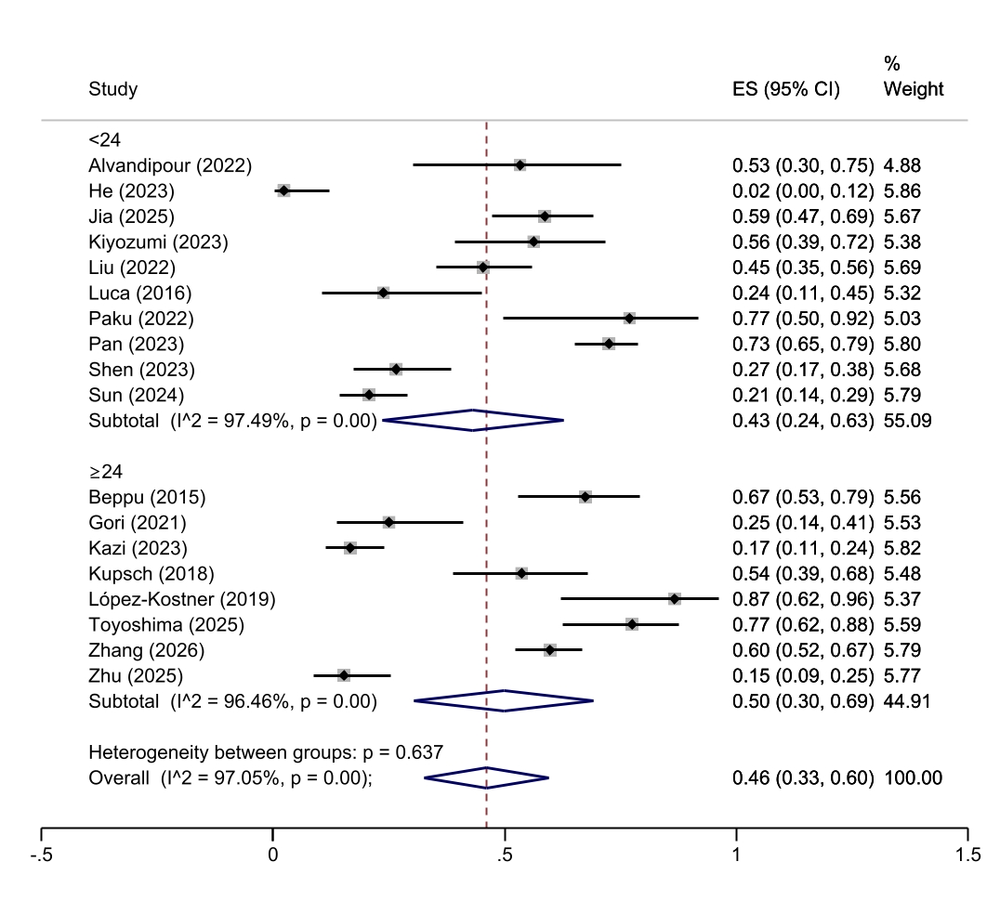 %
Study ES (95% CI) Weight
<24
Alvandipour (2022) 0.53 (0.30, 0.75) 4.88
He (2023) 0.02 (0.00, 0.12) 5.86
Jia (2025) 0.59 (0.47, 0.69) 5.67
Kiyozumi (2023) 0.56 (0.39, 0.72) 5.38
Liu (2022) 0.45 (0.35, 0.56) 5.69
Luca (2016) 0.24 (0.11, 0.45) 5.32
Paku (2022) 0.77 (0.50, 0.92) 5.03
Pan (2023) 0.73 (0.65, 0.79) 5.80
Shen (2023) 0.27 (0.17, 0.38) 5.68
Sun (2024) 0.21 (0.14, 0.29) 5.79
Subtotal (I^2 = 97.49%, p = 0.00) 0.43 (0.24, 0.63) 55.09
≥24
Beppu (2015) 0.67 (0.53, 0.79) 5.56
Gori (2021) 0.25 (0.14, 0.41) 5.53
Kazi (2023) 0.17 (0.11, 0.24) 5.82
Kupsch (2018) 0.54 (0.39, 0.68) 5.48
López-Kostner (2019) 0.87 (0.62, 0.96) 5.37
Toyoshima (2025) 0.77 (0.62, 0.88) 5.59
Zhang (2026) 0.60 (0.52, 0.67) 5.79
Zhu (2025) 0.15 (0.09, 0.25) 5.77
Subtotal (I^2 = 96.46%, p = 0.00) 0.50 (0.30, 0.69) 44.91
Heterogeneity between groups: p = 0.637
Overall (I^2 = 97.05%, p = 0.00); 0.46 (0.33, 0.60) 100.00
-.5 0 .5 1 1.5